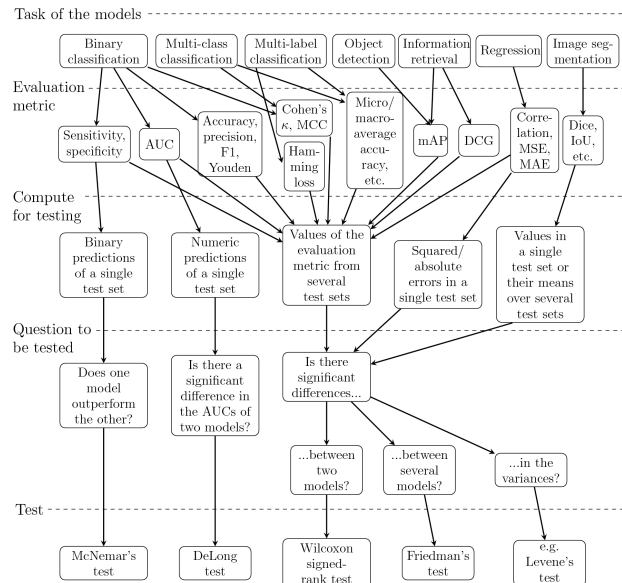 Task of the models
Binary
classification
Multi-class
classification
Multi-label
classification
Object
detection
Information
retrieval
Regression
Image seg-
mentation
Evaluation
metric
Sensitivity,
specificity
AUC
Accuracy,
precision,
F1,
Youden
Cohen's
κ, MCC
Ham-
ming
loss
Micro/
macro-
average
accu-
racy,
etc.
mAP
DCG
Corre-
lation,
MSE,
MAE
Dice,
IoU,
etc.
Compute
for testing
Binary
predictions
of a single
test set
Numeric
predictions
of a single
test set
Values of the
evaluation
metric from
several
test sets
Squared/
absolute
errors in a
single test set
Values in
a single
test set or
their means
over several
test sets
Question to
be tested
Does one
model
outperform
the other?
Is there a
significant
difference in
the AUCs of
two models?
Is there
significant
differences...
...between
two
models?
...between
several
models?
...in the
variances?
Test
McNemar's
test
DeLong
test
Wilcoxon
signed-
rank test
Friedman's
test
e.g.
Levene's
test